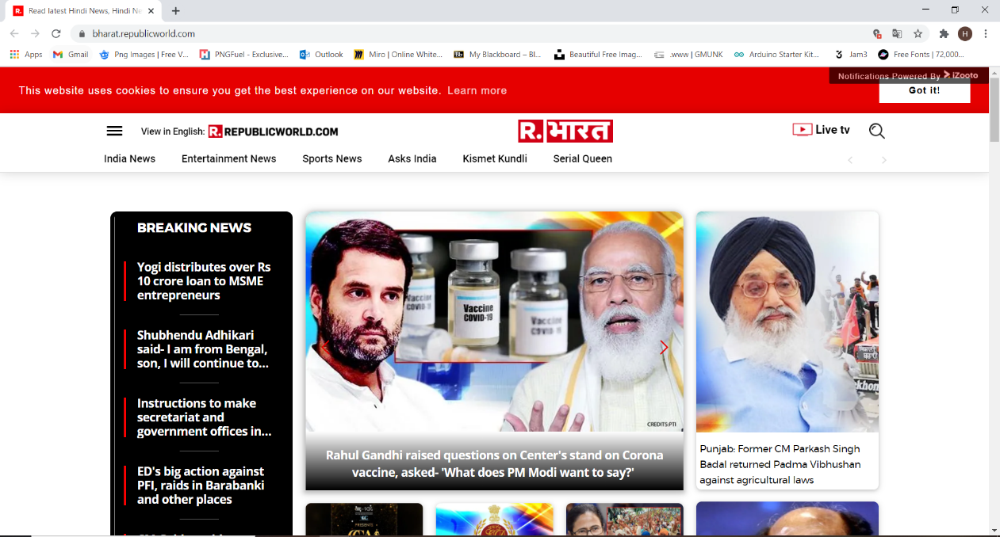 Read latest Hindi News, Hindi Ne
bharat.republicworld.com
H
Apps
Gmail
Png Images | Free V...
PNGFuel - Exclusive...
Outlook
Miro | Online White...
My Blackboard – Bl...
Beautiful Free Imag...
.www | GMUNK
Arduino Starter Kit...
Jam3
Free Fonts | 72,000...
Notifications Powered By iZooto
This website uses cookies to ensure you get the best experience on our website. Learn more
Got it!
View in English: R. REPUBLICWORLD.COM
R. भारत
Live tv
India News
Entertainment News
Sports News
Asks India
Kismet Kundli
Serial Queen
BREAKING NEWS
Yogi distributes over Rs
10 crore loan to MSME
entrepreneurs
Shubhendu Adhikari
said- I am from Bengal,
son, I will continue to...
Instructions to make
secretariat and
government offices in...
ED's big action against
PFI, raids in Barabanki
and other places
Vaccine
COVID-19
Vaccine
COVID-19
Vaccine
COVID-19
CREDITS:PTI
Rahul Gandhi raised questions on Center's stand on Corona
vaccine, asked- 'What does PM Modi want to say?'
Punjab: Former CM Parkash Singh
Badal returned Padma Vibhushan
against agricultural laws
PRESENTS